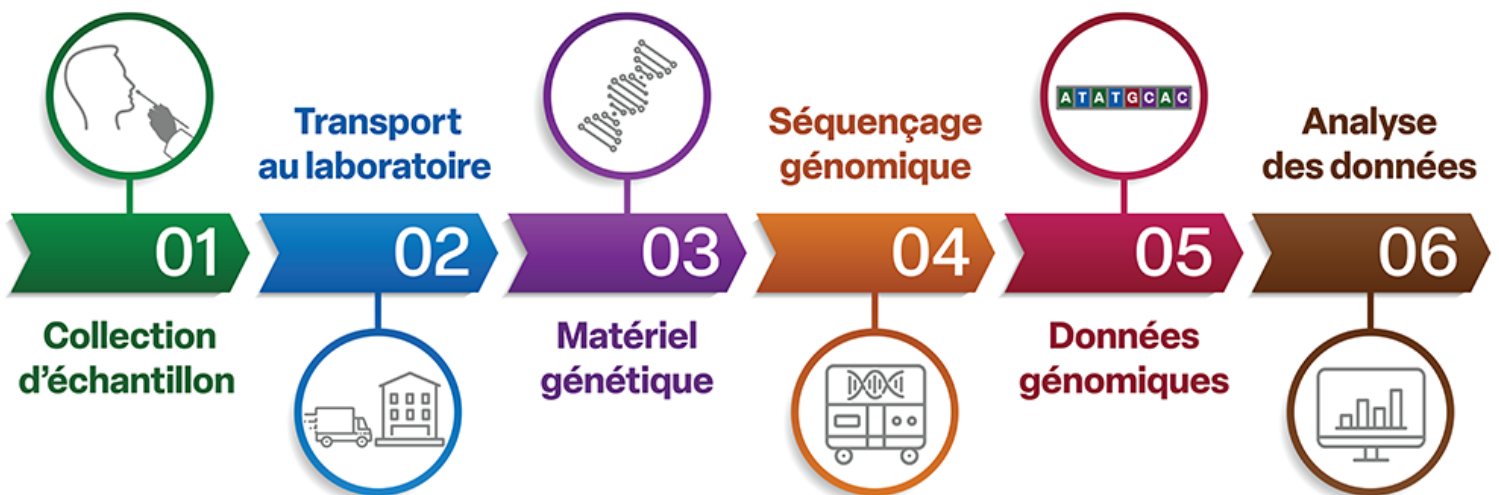 01
Collection
d’échantillon
Transport
au laboratoire
02
03
Matériel
génétique
Séquençage
génomique
04
ATATGCAC
05
Données
génomiques
Analyse
des données
06